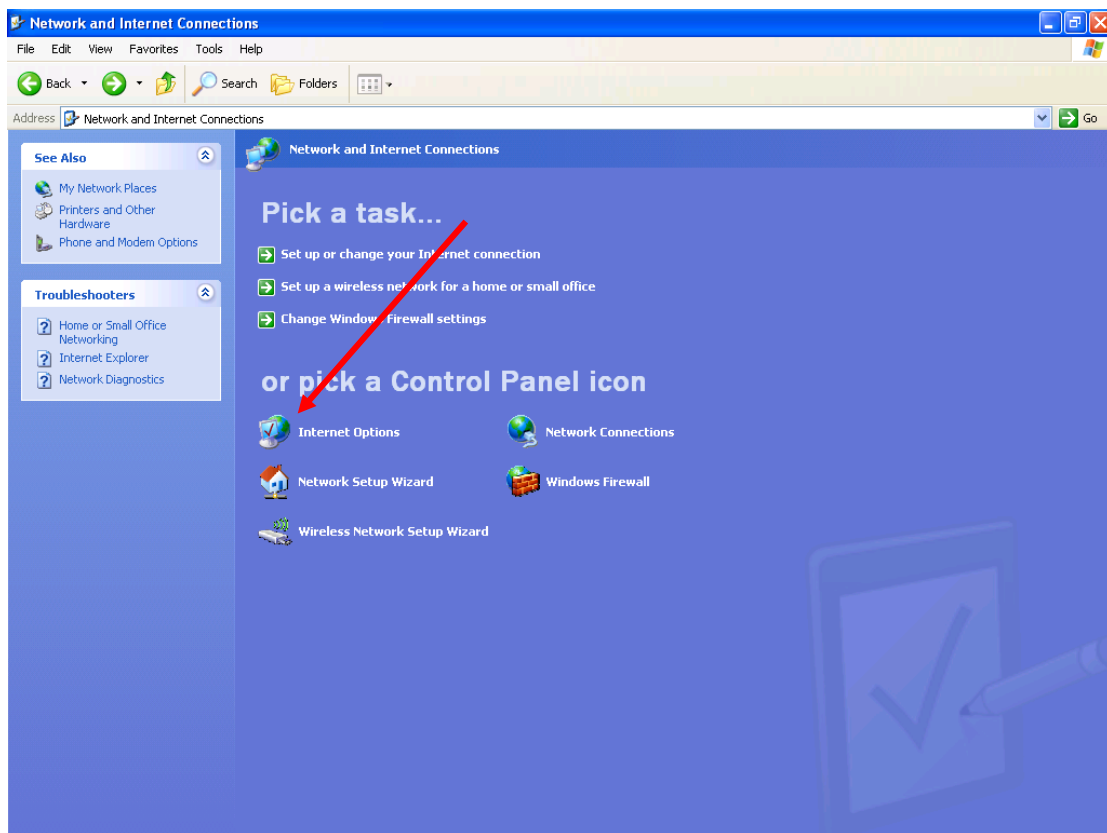 Network and Internet Connections
File Edit View Favorites Tools Help
Back Search Folders
Address Network and Internet Connections Go
See Also
My Network Places
Printers and Other
Hardware
Phone and Modem Options
Troubleshooters
Home or Small Office
Networking
Internet Explorer
Network Diagnostics
Network and Internet Connections
Pick a task...
Set up or change your Internet connection
Set up a wireless network for a home or small office
Change Windows Firewall settings
or pick a Control Panel icon
Internet Options
Network Connections
Network Setup Wizard
Windows Firewall
Wireless Network Setup Wizard